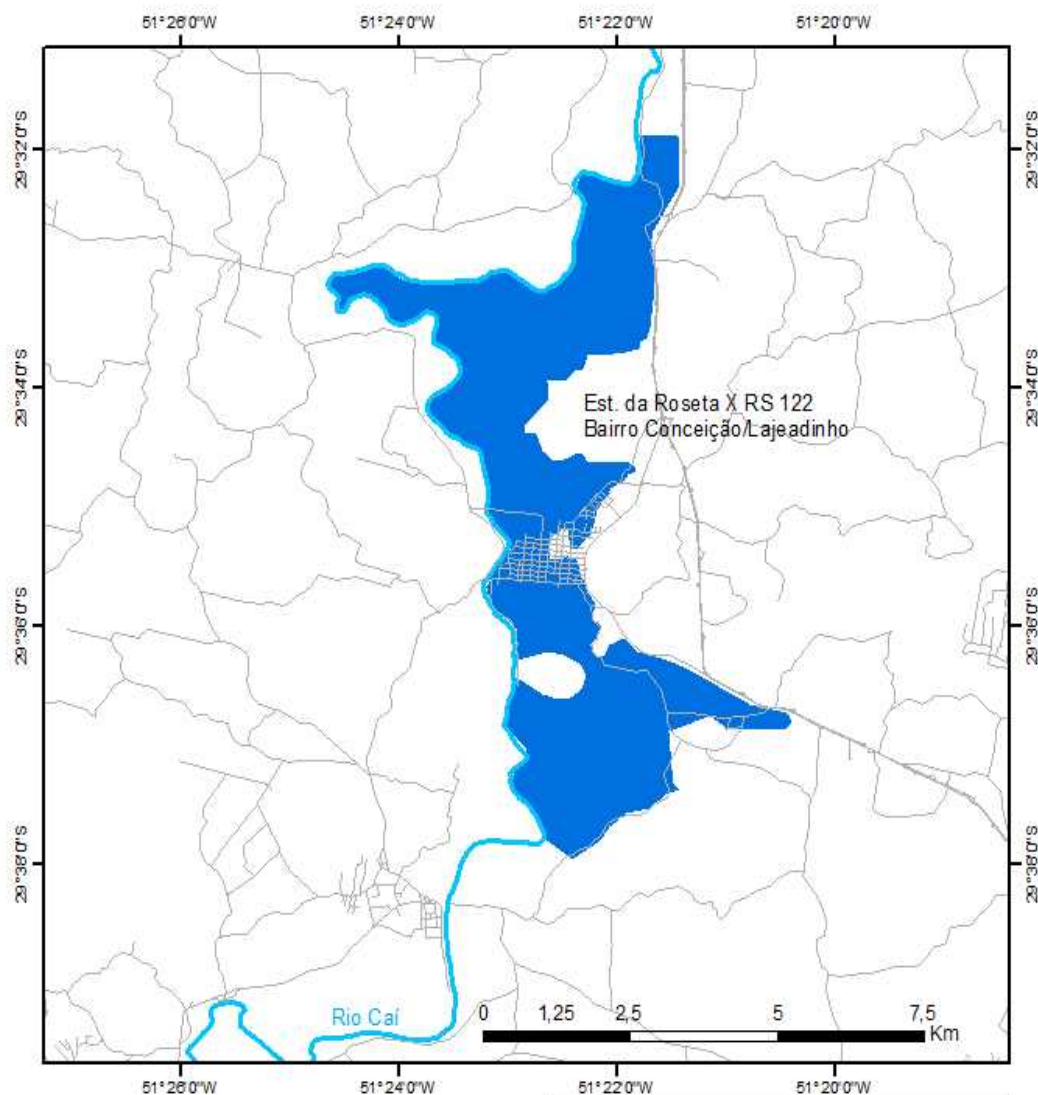 51°26'0"W 51°24'0"W 51°22'0"W 51°20'0"W
29°32'0"S 29°32'0"S
29°34'0"S 29°34'0"S
Est. da Roseta X RS 122
Bairro Conceição/Lajeadinho
29°36'0"S 29°36'0"S
29°38'0"S 29°38'0"S
Rio Caí
0 1,25 2,5 5 7,5
Km
51°26'0"W 51°24'0"W 51°22'0"W 51°20'0"W